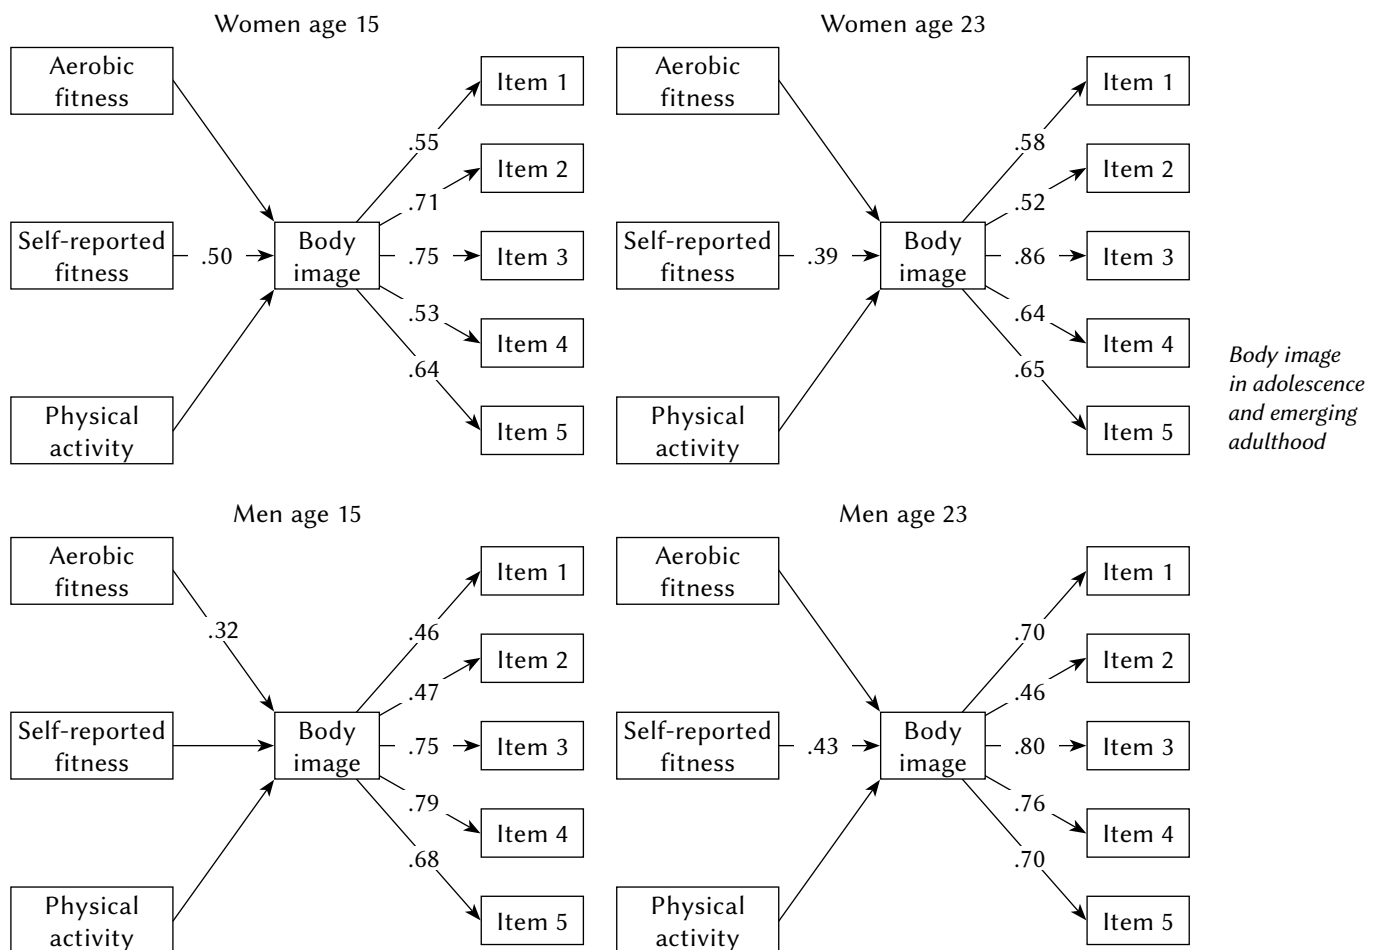 Women age 15
Aerobic
fitness
Self-reported
fitness
Physical
activity
.50
Body
image
.55
.71
.75
.53
.64
Item 1
Item 2
Item 3
Item 4
Item 5
Women age 23
Aerobic
fitness
Self-reported
fitness
Physical
activity
.39
Body
image
.58
.52
.86
.64
.65
Item 1
Item 2
Item 3
Item 4
Item 5
Body image
in adolescence
and emerging
adulthood
Men age 15
Aerobic
fitness
Self-reported
fitness
Physical
activity
.32
Body
image
.46
.47
.75
.79
.68
Item 1
Item 2
Item 3
Item 4
Item 5
Men age 23
Aerobic
fitness
Self-reported
fitness
Physical
activity
.43
Body
image
.70
.46
.80
.76
.70
Item 1
Item 2
Item 3
Item 4
Item 5